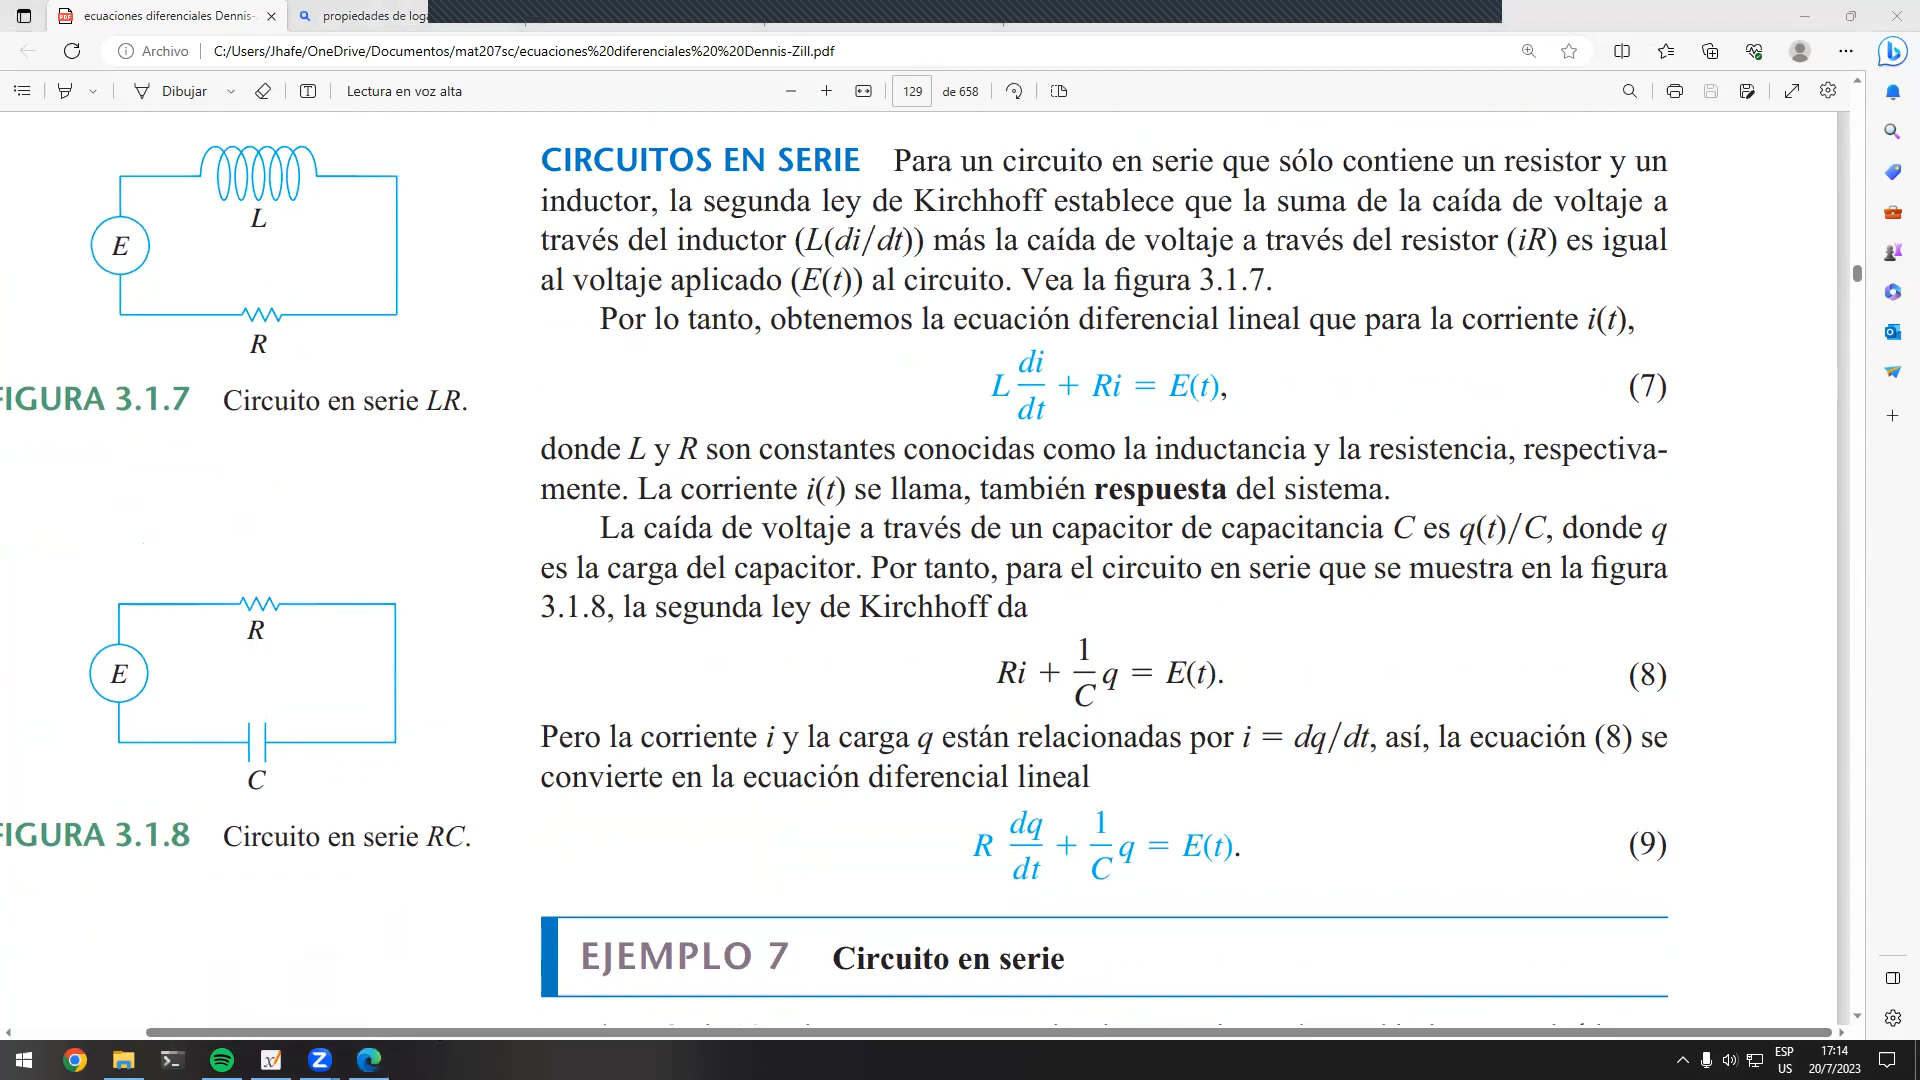 ecuaciones diferenciales Dennis-
propiedades de loga
Archivo
C:/Users/Jhafe/OneDrive/Documentos/mat207sc/ecuaciones%20diferenciales%20%20Dennis-Zill.pdf
Dibujar
Lectura en voz alta
129
de 658
CIRCUITOS EN SERIE Para un circuito en serie que sólo contiene un resistor y un
inductor, la segunda ley de Kirchhoff establece que la suma de la caída de voltaje a
través del inductor (L(di/dt)) más la caída de voltaje a través del resistor (iR) es igual
al voltaje aplicado (E(t)) al circuito. Vea la figura 3.1.7.
Por lo tanto, obtenemos la ecuación diferencial lineal que para la corriente i(t),
L di/dt + Ri = E(t), (7)
donde L y R son constantes conocidas como la inductancia y la resistencia, respectiva-
mente. La corriente i(t) se llama, también respuesta del sistema.
La caída de voltaje a través de un capacitor de capacitancia C es q(t)/C, donde q
es la carga del capacitor. Por tanto, para el circuito en serie que se muestra en la figura
3.1.8, la segunda ley de Kirchhoff da
Ri + 1/C q = E(t). (8)
Pero la corriente i y la carga q están relacionadas por i = dq/dt, así, la ecuación (8) se
convierte en la ecuación diferencial lineal
R dq/dt + 1/C q = E(t). (9)
EJEMPLO 7 Circuito en serie
L
E
R
FIGURA 3.1.7 Circuito en serie LR.
R
E
C
FIGURA 3.1.8 Circuito en serie RC.
ESP
US
17:14
20/7/2023